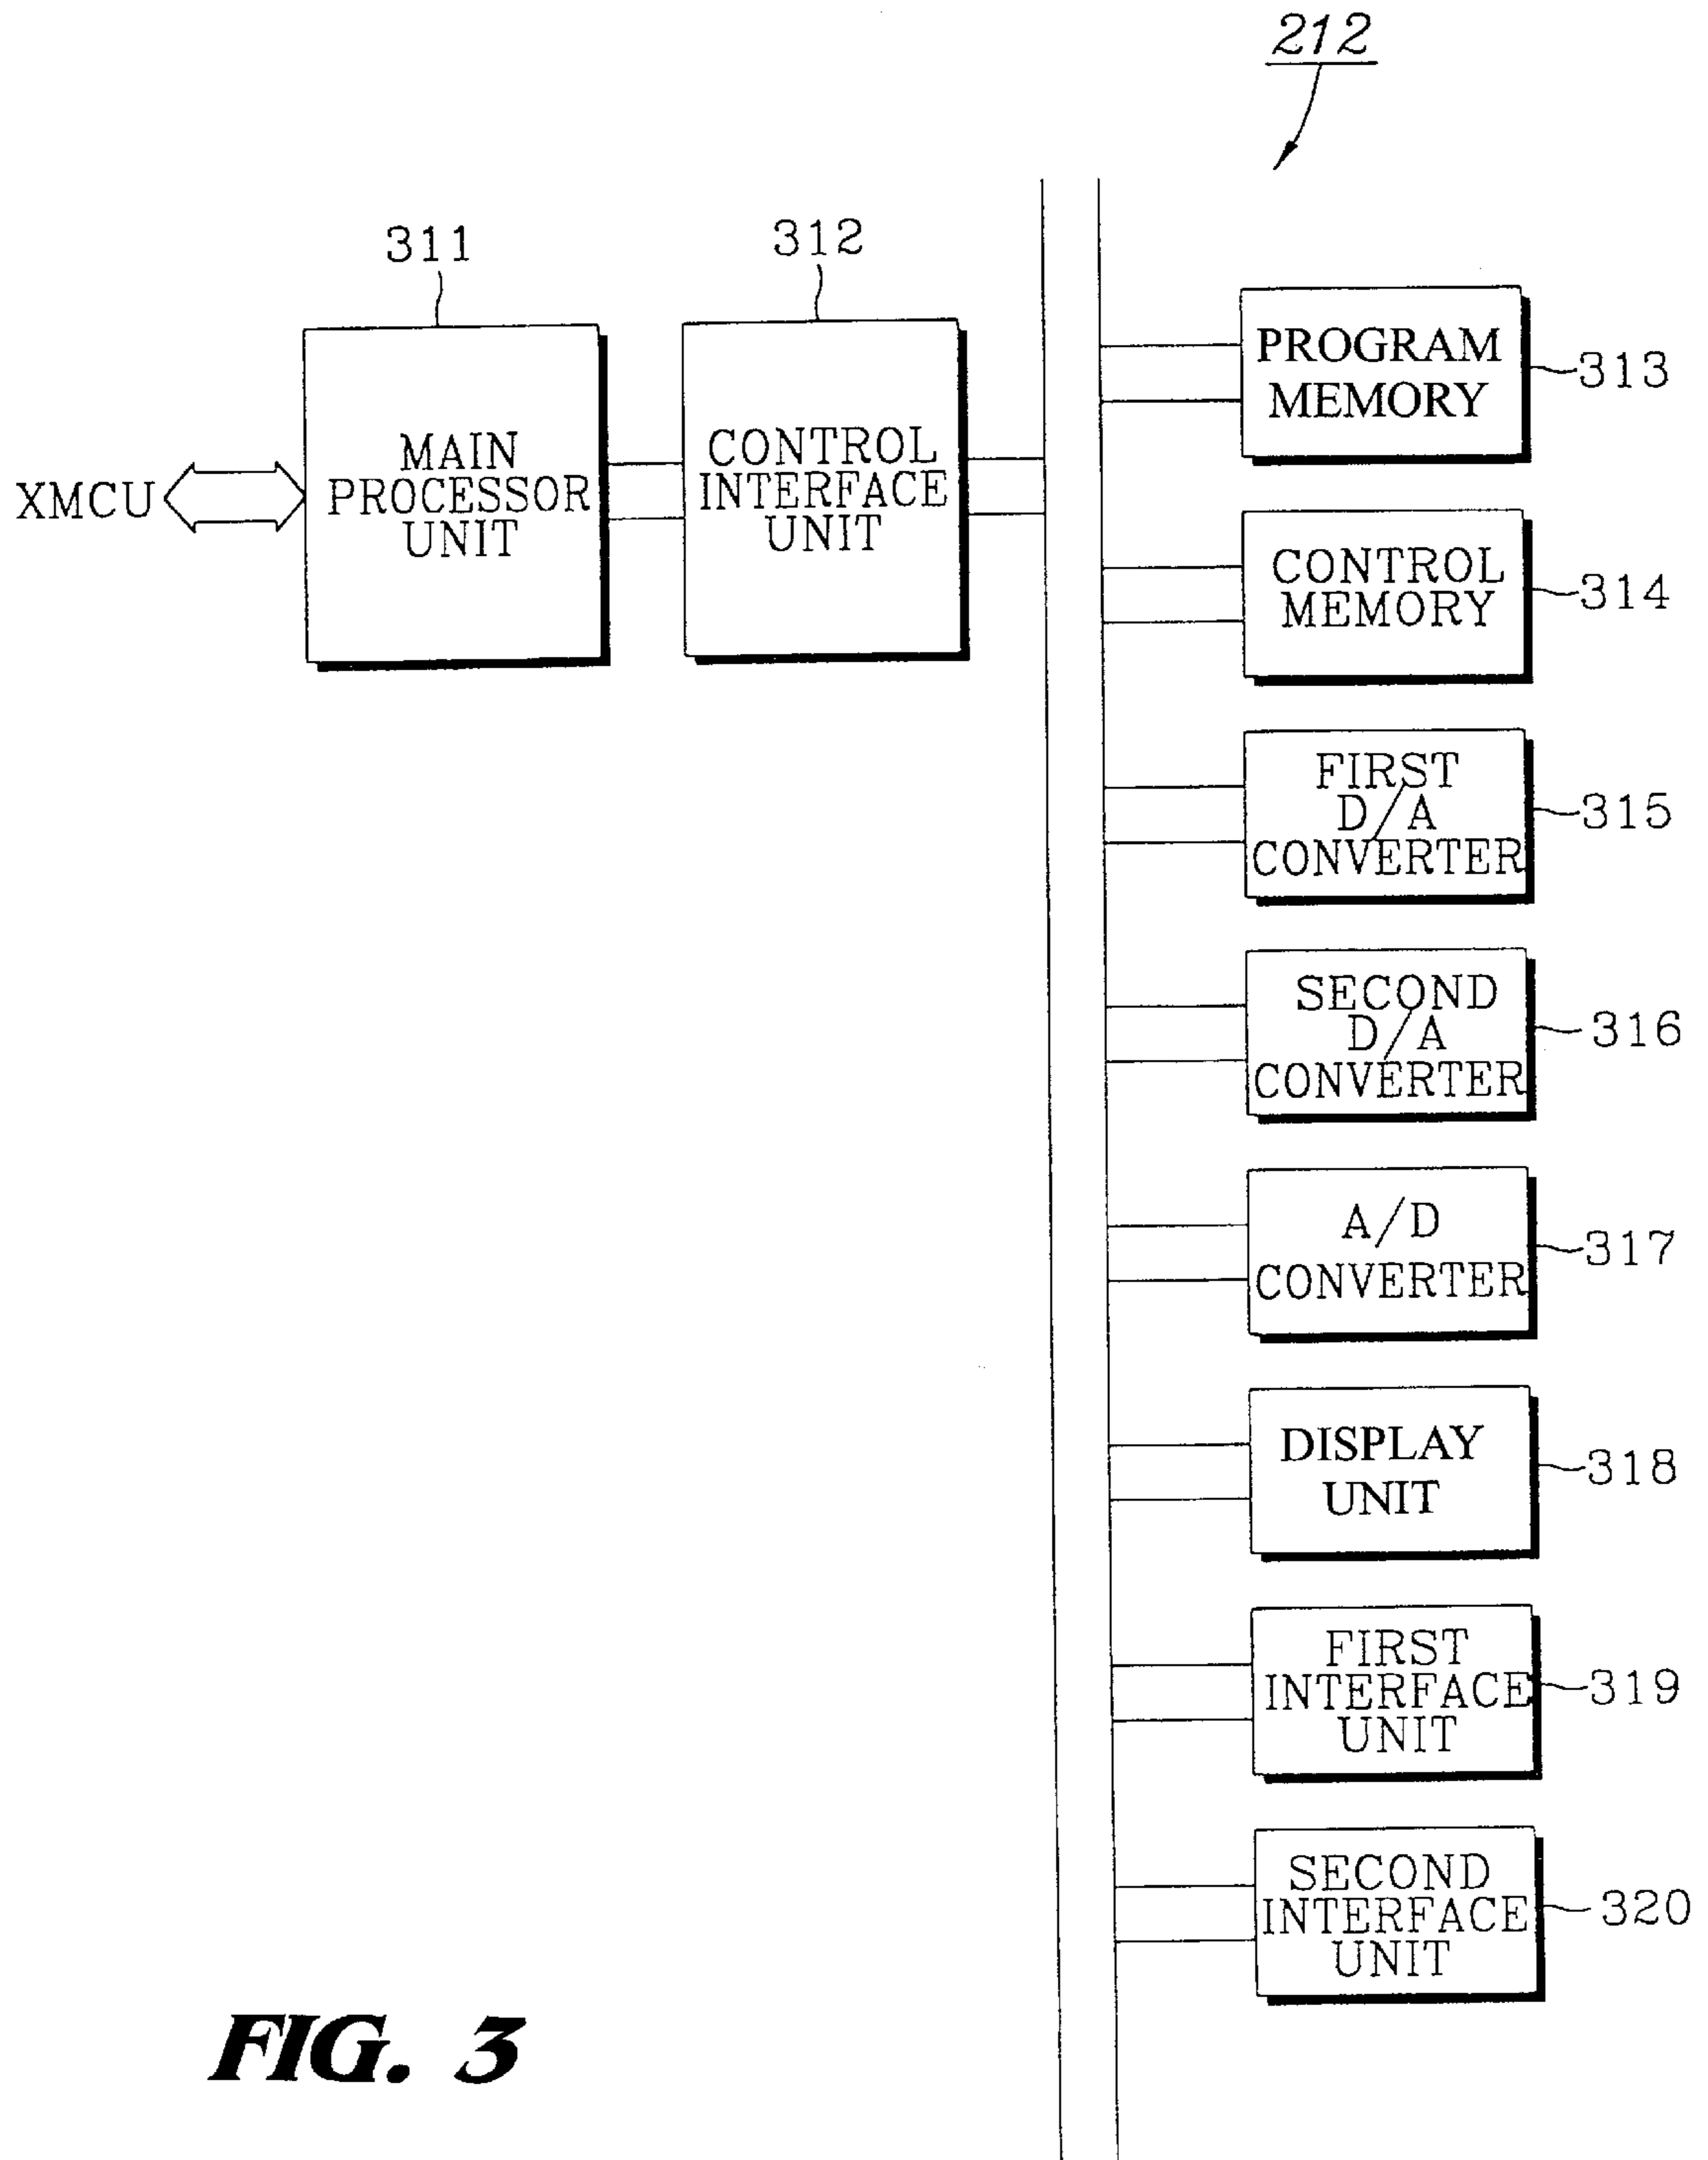 212
311
312
XMCU
MAIN
PROCESSOR
UNIT
CONTROL
INTERFACE
UNIT
PROGRAM
MEMORY
313
CONTROL
MEMORY
314
FIRST
D/A
CONVERTER
315
SECOND
D/A
CONVERTER
316
A/D
CONVERTER
317
DISPLAY
UNIT
318
FIRST
INTERFACE
UNIT
319
SECOND
INTERFACE
UNIT
320
FIG. 3